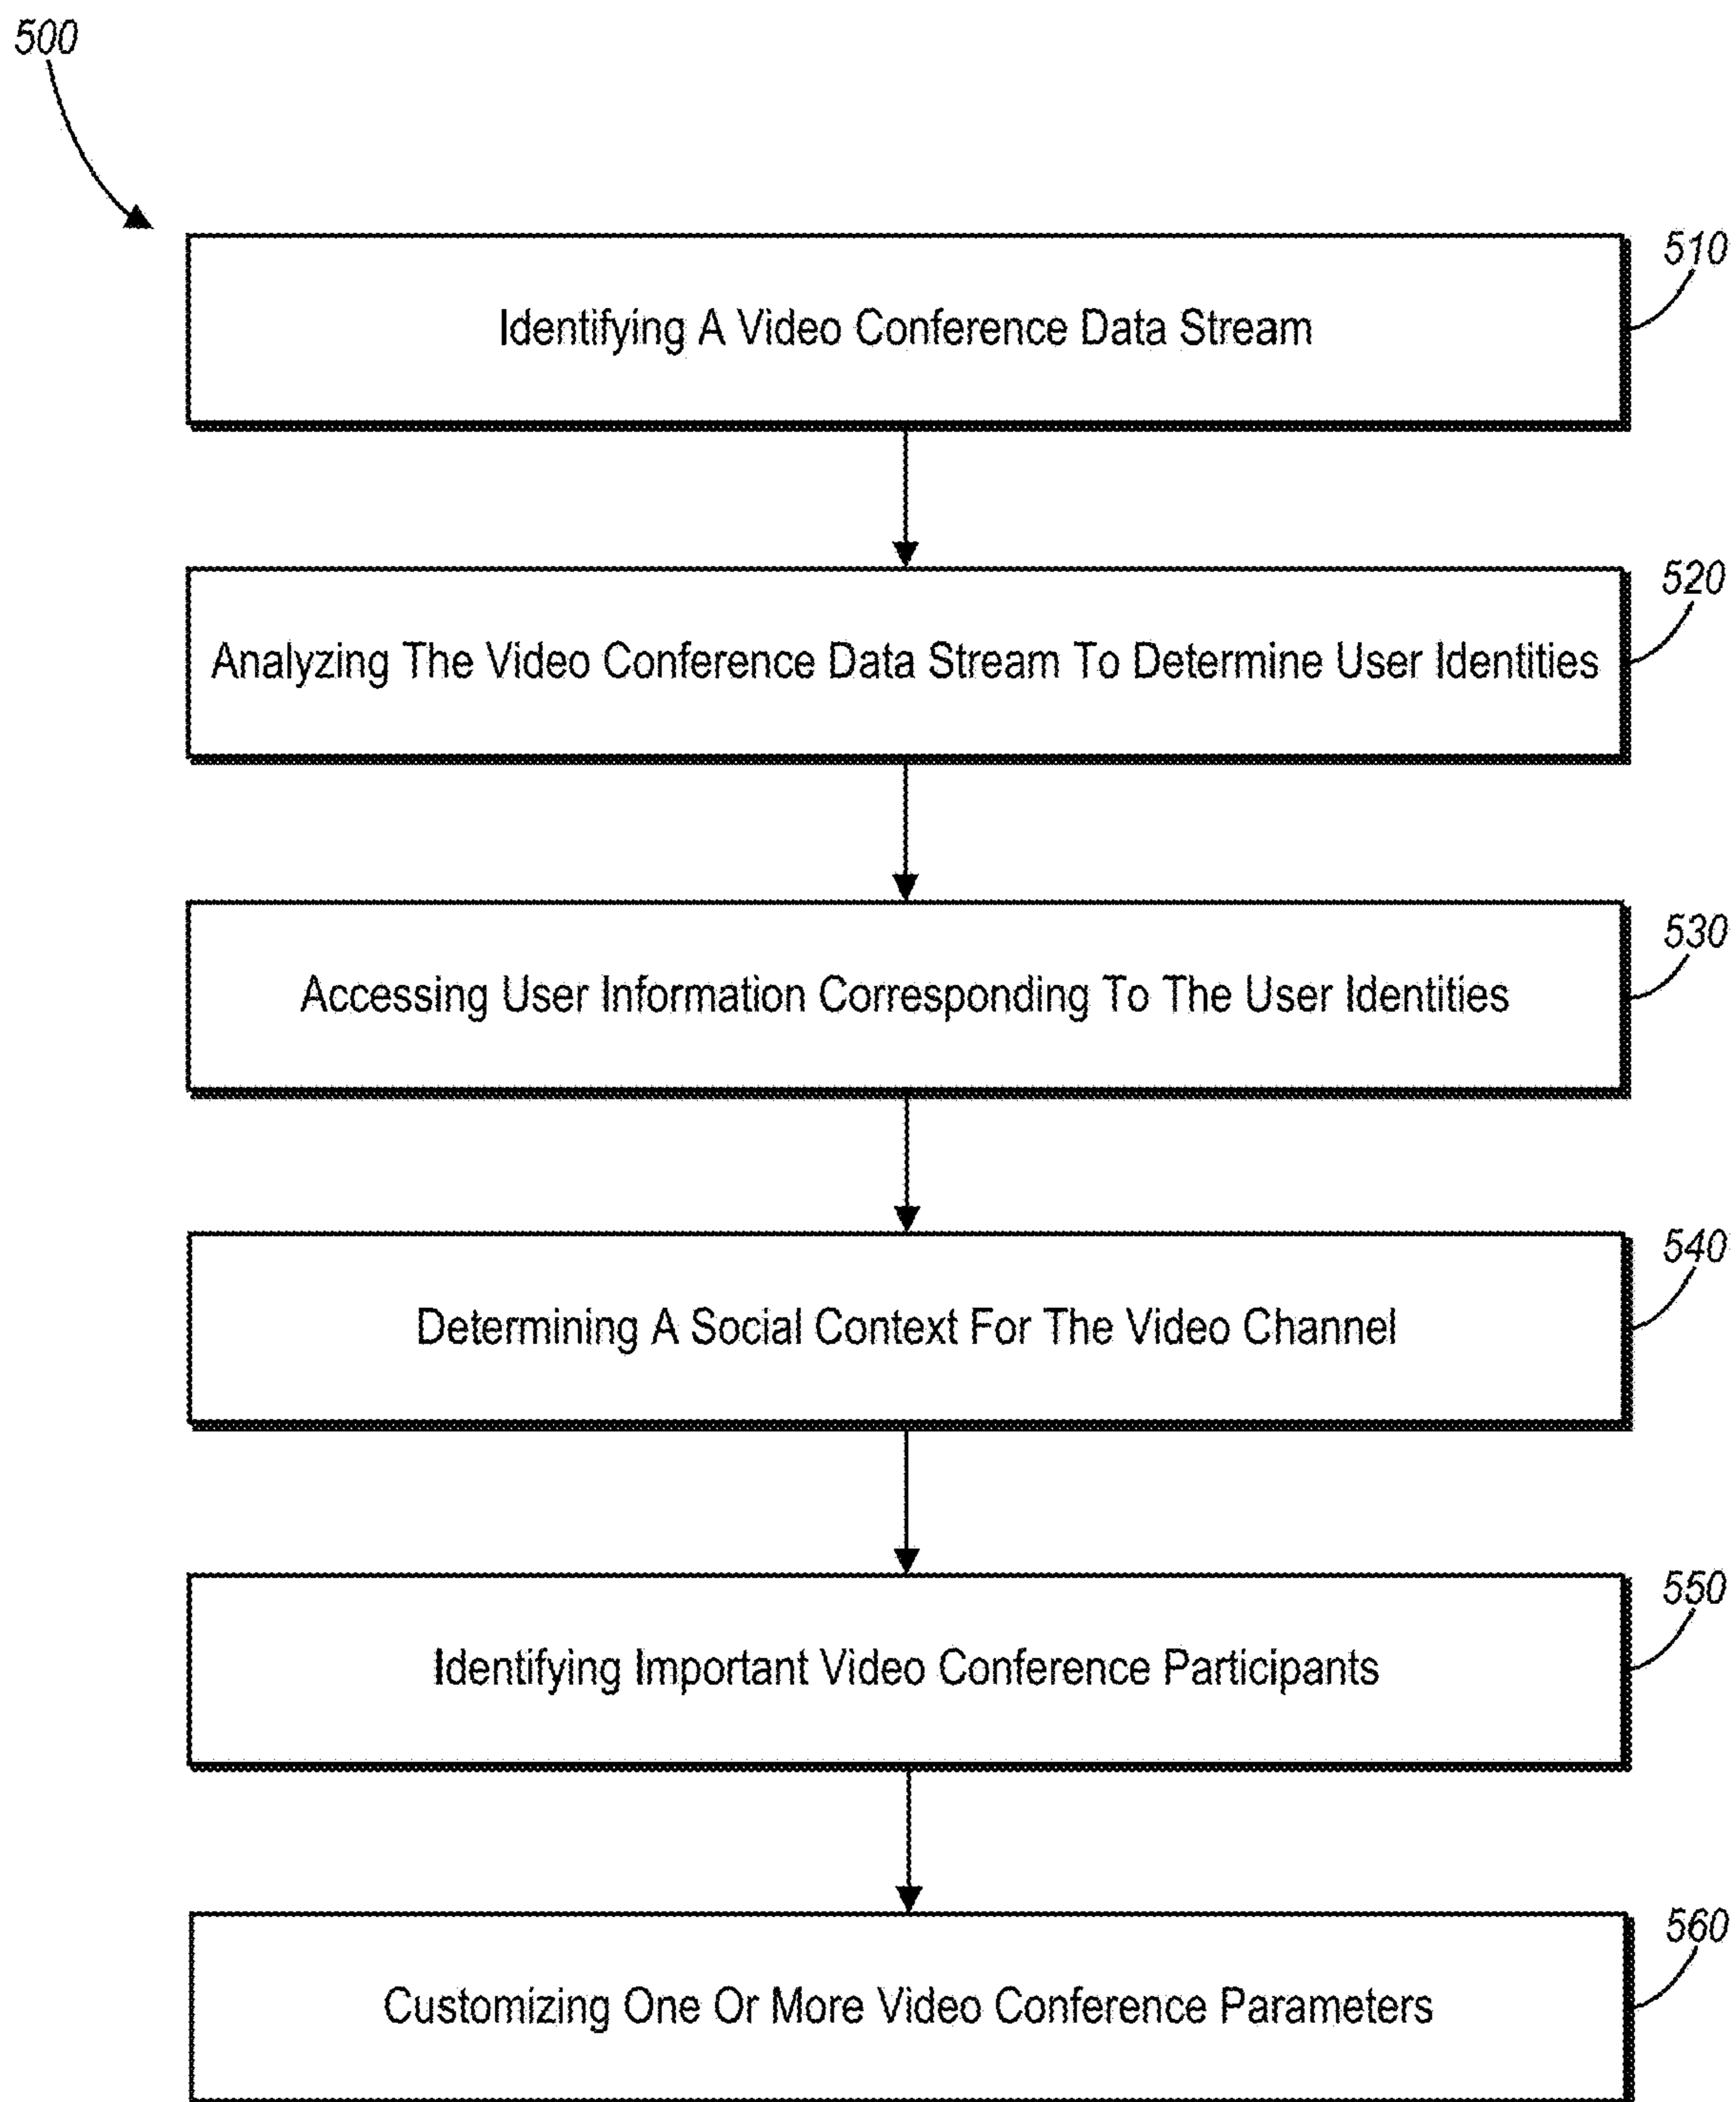 500
510
Identifying A Video Conference Data Stream
520
Analyzing The Video Conference Data Stream To Determine User Identities
530
Accessing User Information Corresponding To The User Identities
540
Determining A Social Context For The Video Channel
550
Identifying Important Video Conference Participants
560
Customizing One Or More Video Conference Parameters